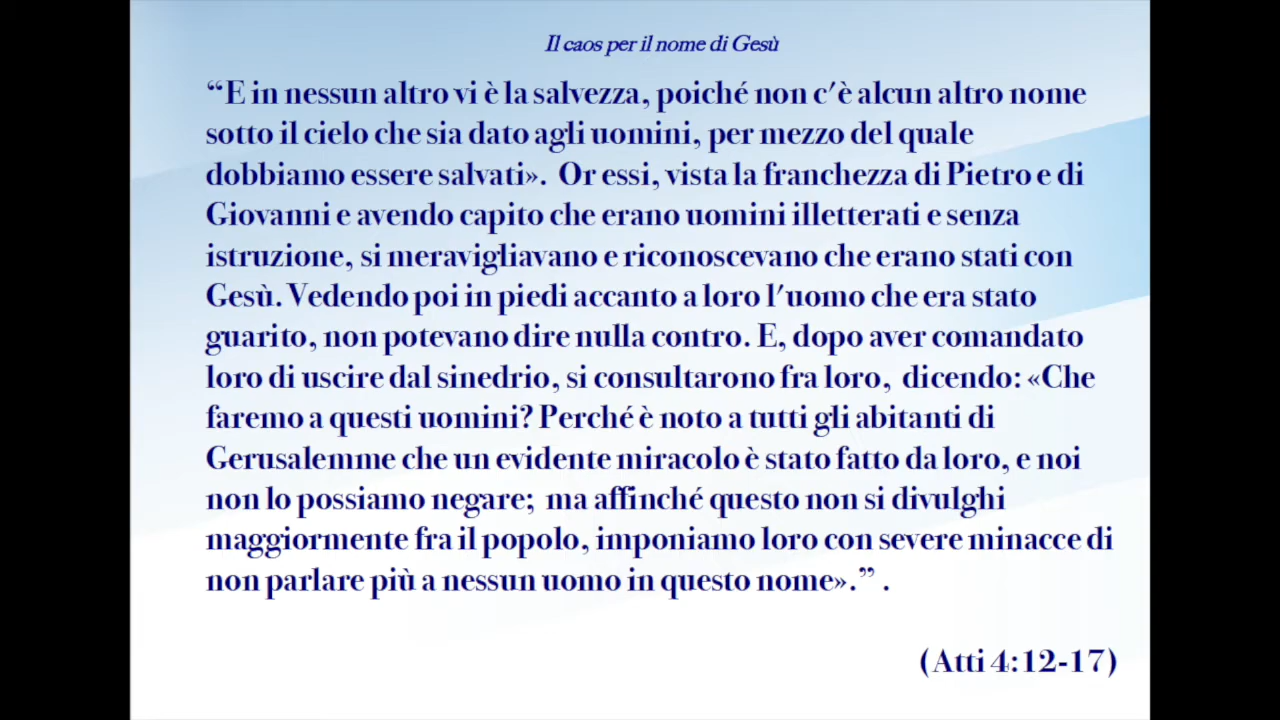 Il caos per il nome di Gesù
“E in nessun altro vi è la salvezza, poiché non c'è alcun altro nome
sotto il cielo che sia dato agli uomini, per mezzo del quale
dobbiamo essere salvati». Or essi, vista la franchezza di Pietro e di
Giovanni e avendo capito che erano uomini illetterati e senza
istruzione, si meravigliavano e riconoscevano che erano stati con
Gesù. Vedendo poi in piedi accanto a loro l'uomo che era stato
guarito, non potevano dire nulla contro. E, dopo aver comandato
loro di uscire dal sinedrio, si consultarono fra loro, dicendo: «Che
faremo a questi uomini? Perché è noto a tutti gli abitanti di
Gerusalemme che un evidente miracolo è stato fatto da loro, e noi
non lo possiamo negare; ma affinché questo non si divulghi
maggiormente fra il popolo, imponiamo loro con severe minacce di
non parlare più a nessun uomo in questo nome».” .
(Atti 4:12-17)